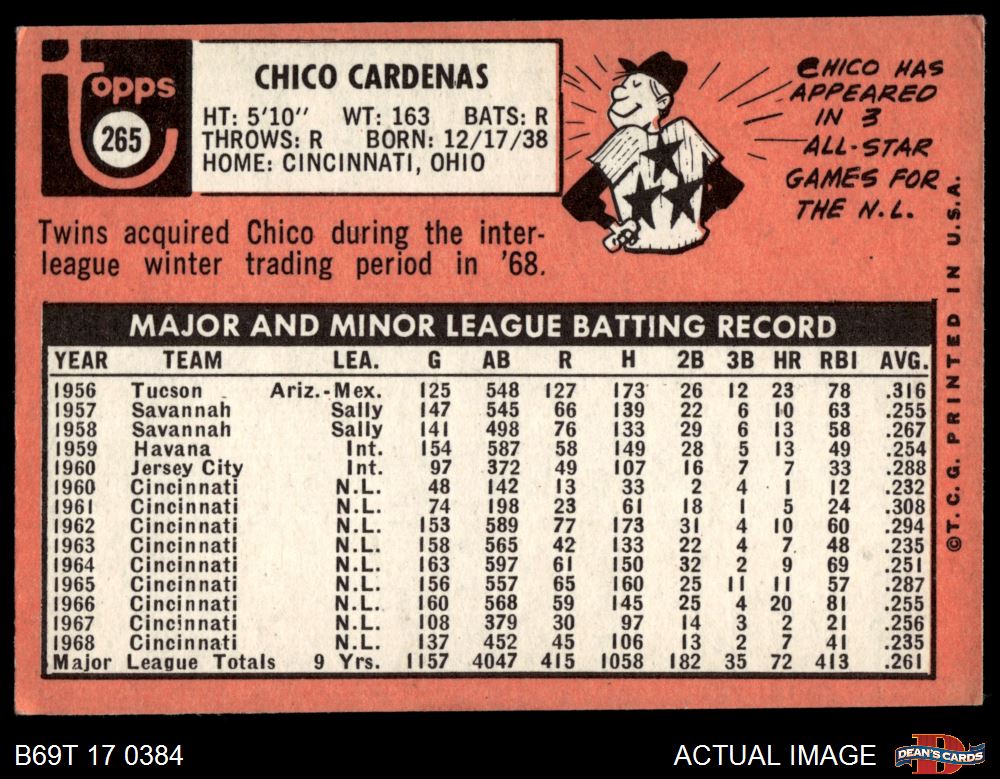 topps
265
CHICO CARDENAS
HT: 5'10" WT: 163 BATS: R
THROWS: R BORN: 12/17/38
HOME: CINCINNATI, OHIO
CHICO HAS
APPEARED
IN 3
ALL-STAR
GAMES FOR
THE N.L.
Twins acquired Chico during the inter-
league winter trading period in '68.
MAJOR AND MINOR LEAGUE BATTING RECORD
YEAR TEAM LEA. G AB R H 2B 3B HR RBI AVG.
1956 Tucson Ariz.-Mex. 125 548 127 173 26 12 23 78 .316
1957 Savannah Sally 147 545 66 139 22 6 10 63 .255
1958 Savannah Sally 141 498 76 133 29 6 13 58 .267
1959 Havana Int. 154 587 58 149 28 5 13 49 .254
1960 Jersey City Int. 97 372 49 107 16 7 7 33 .288
1960 Cincinnati N.L. 48 142 13 33 2 4 1 12 .232
1961 Cincinnati N.L. 74 198 23 61 18 1 5 24 .308
1962 Cincinnati N.L. 153 589 77 173 31 4 10 60 .294
1963 Cincinnati N.L. 158 565 42 133 22 4 7 48 .235
1964 Cincinnati N.L. 163 597 61 150 32 2 9 69 .251
1965 Cincinnati N.L. 156 557 65 160 25 11 11 57 .287
1966 Cincinnati N.L. 160 568 59 145 25 4 20 81 .255
1967 Cincinnati N.L. 108 379 30 97 14 3 2 21 .256
1968 Cincinnati N.L. 137 452 45 106 13 2 7 41 .235
Major League Totals 9 Yrs. 1157 4047 415 1058 182 35 72 413 .261
©T.C.G. PRINTED IN U.S.A.
B69T 17 0384
ACTUAL IMAGE
DEAN'S CARDS